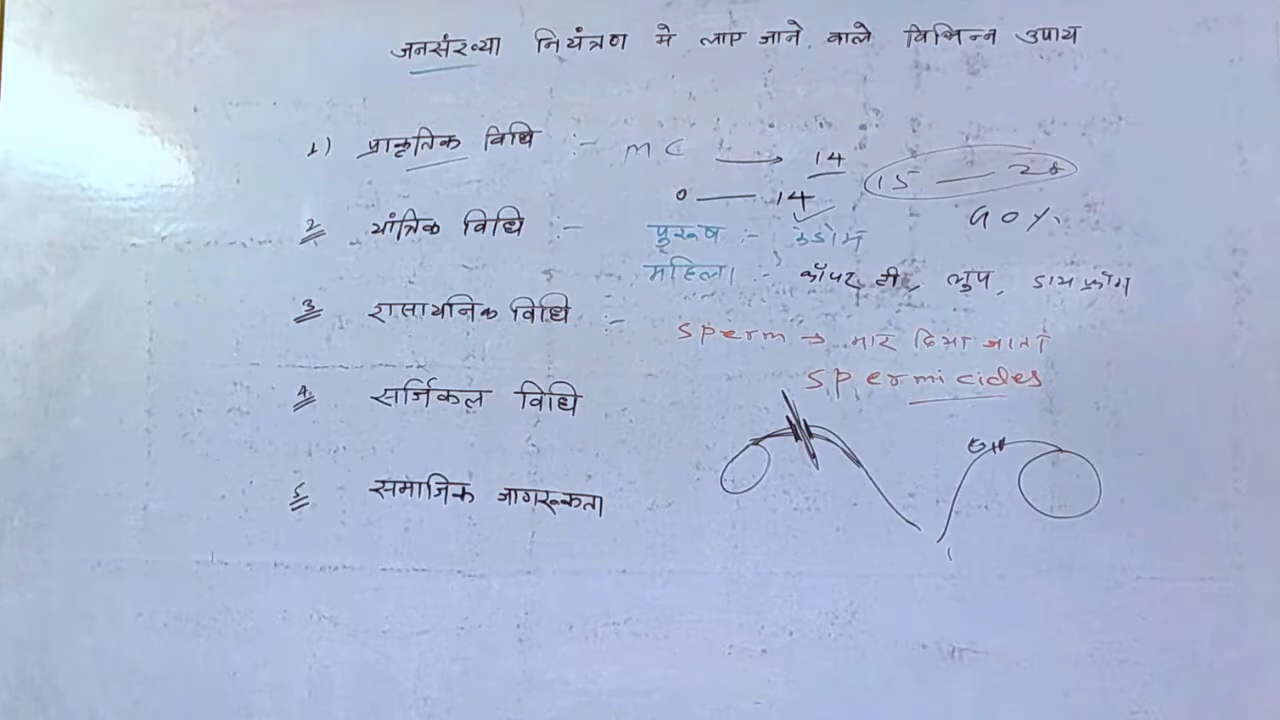 जनसंख्या नियंत्रण मे लाए जाने वाले विभिन्न उपाय
1) प्राकृतिक विधि :- MC → 14 15 — 28
0 — 14 90%
2 यांत्रिक विधि :- पुरूष :- कंडोम
महिला :- कॉपर टी, लुप, डायफ्रोम
3 रासायनिक विधि :- sperm → मार दिया जाता
spermicides
4. सर्जिकल विधि
5 समाजिक जागरूकता